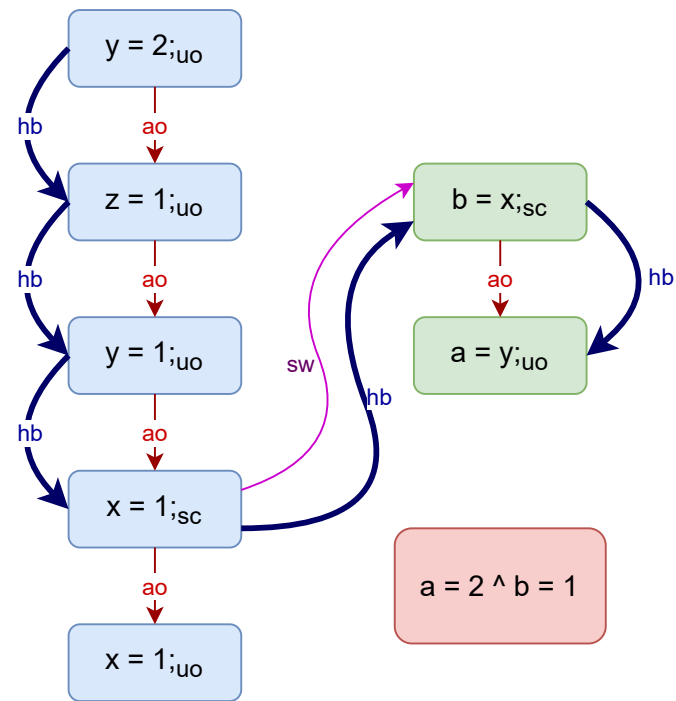 y = 2;uo
hb
ao
z = 1;uo
hb
ao
y = 1;uo
hb
ao
x = 1;sc
ao
x = 1;uo
sw
hb
b = x;sc
ao
hb
a = y;uo
a = 2 ^ b = 1